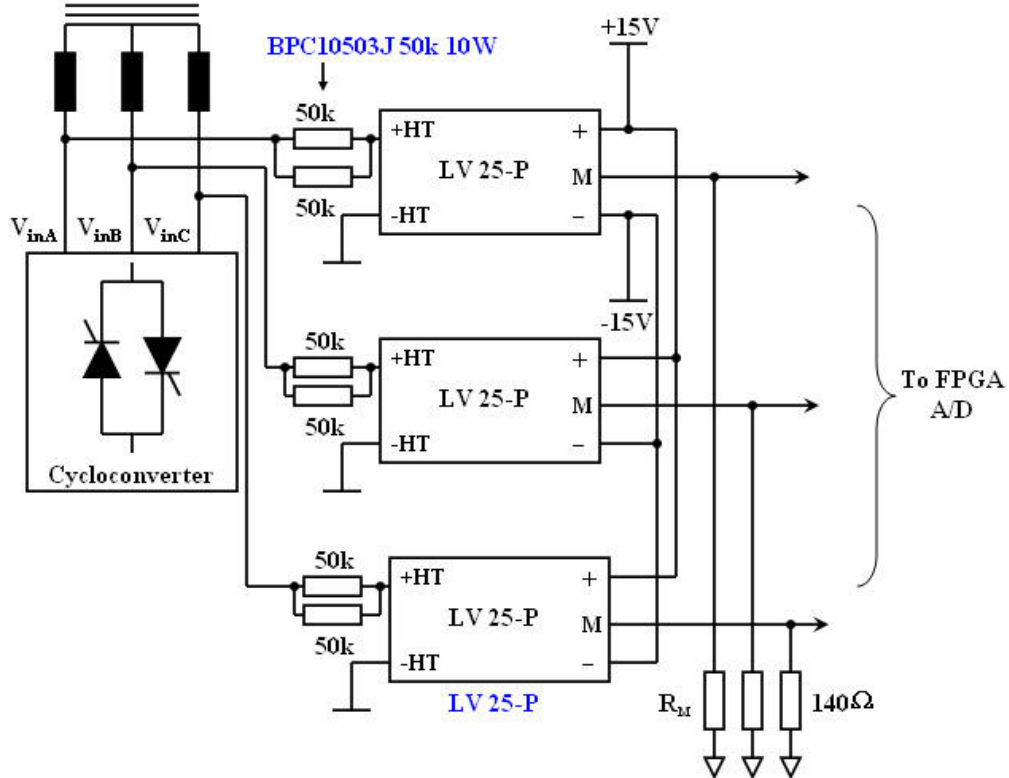 BPC10503J 50k 10W
+15V
50k
+HT
+
LV 25-P
M
50k
-HT
−
VinA
VinB
VinC
-15V
50k
+HT
+
LV 25-P
M
To FPGA
A/D
50k
-HT
−
Cycloconverter
50k
+HT
+
LV 25-P
M
50k
-HT
−
LV 25-P
RM
140Ω